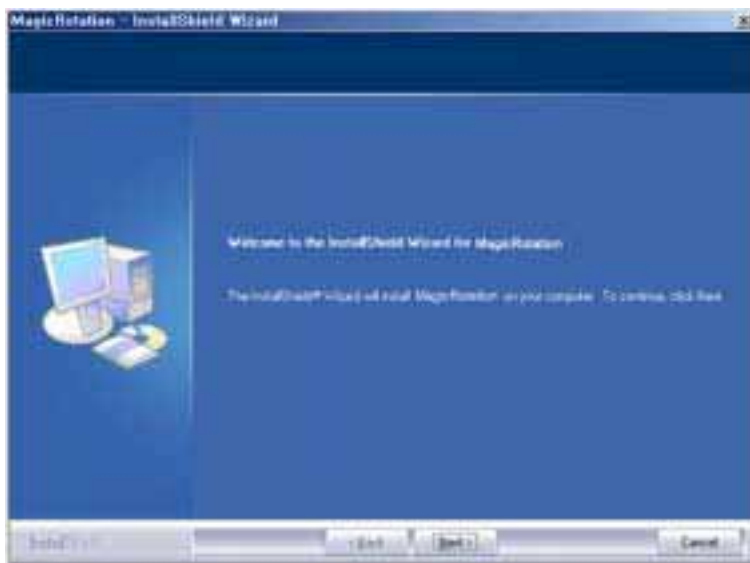 MagicRotation - InstallShield Wizard
Welcome to the InstallShield Wizard for MagicRotation
The InstallShield® Wizard will install MagicRotation on your computer. To continue, click Next.
InstallShield
< Back
Next >
Cancel